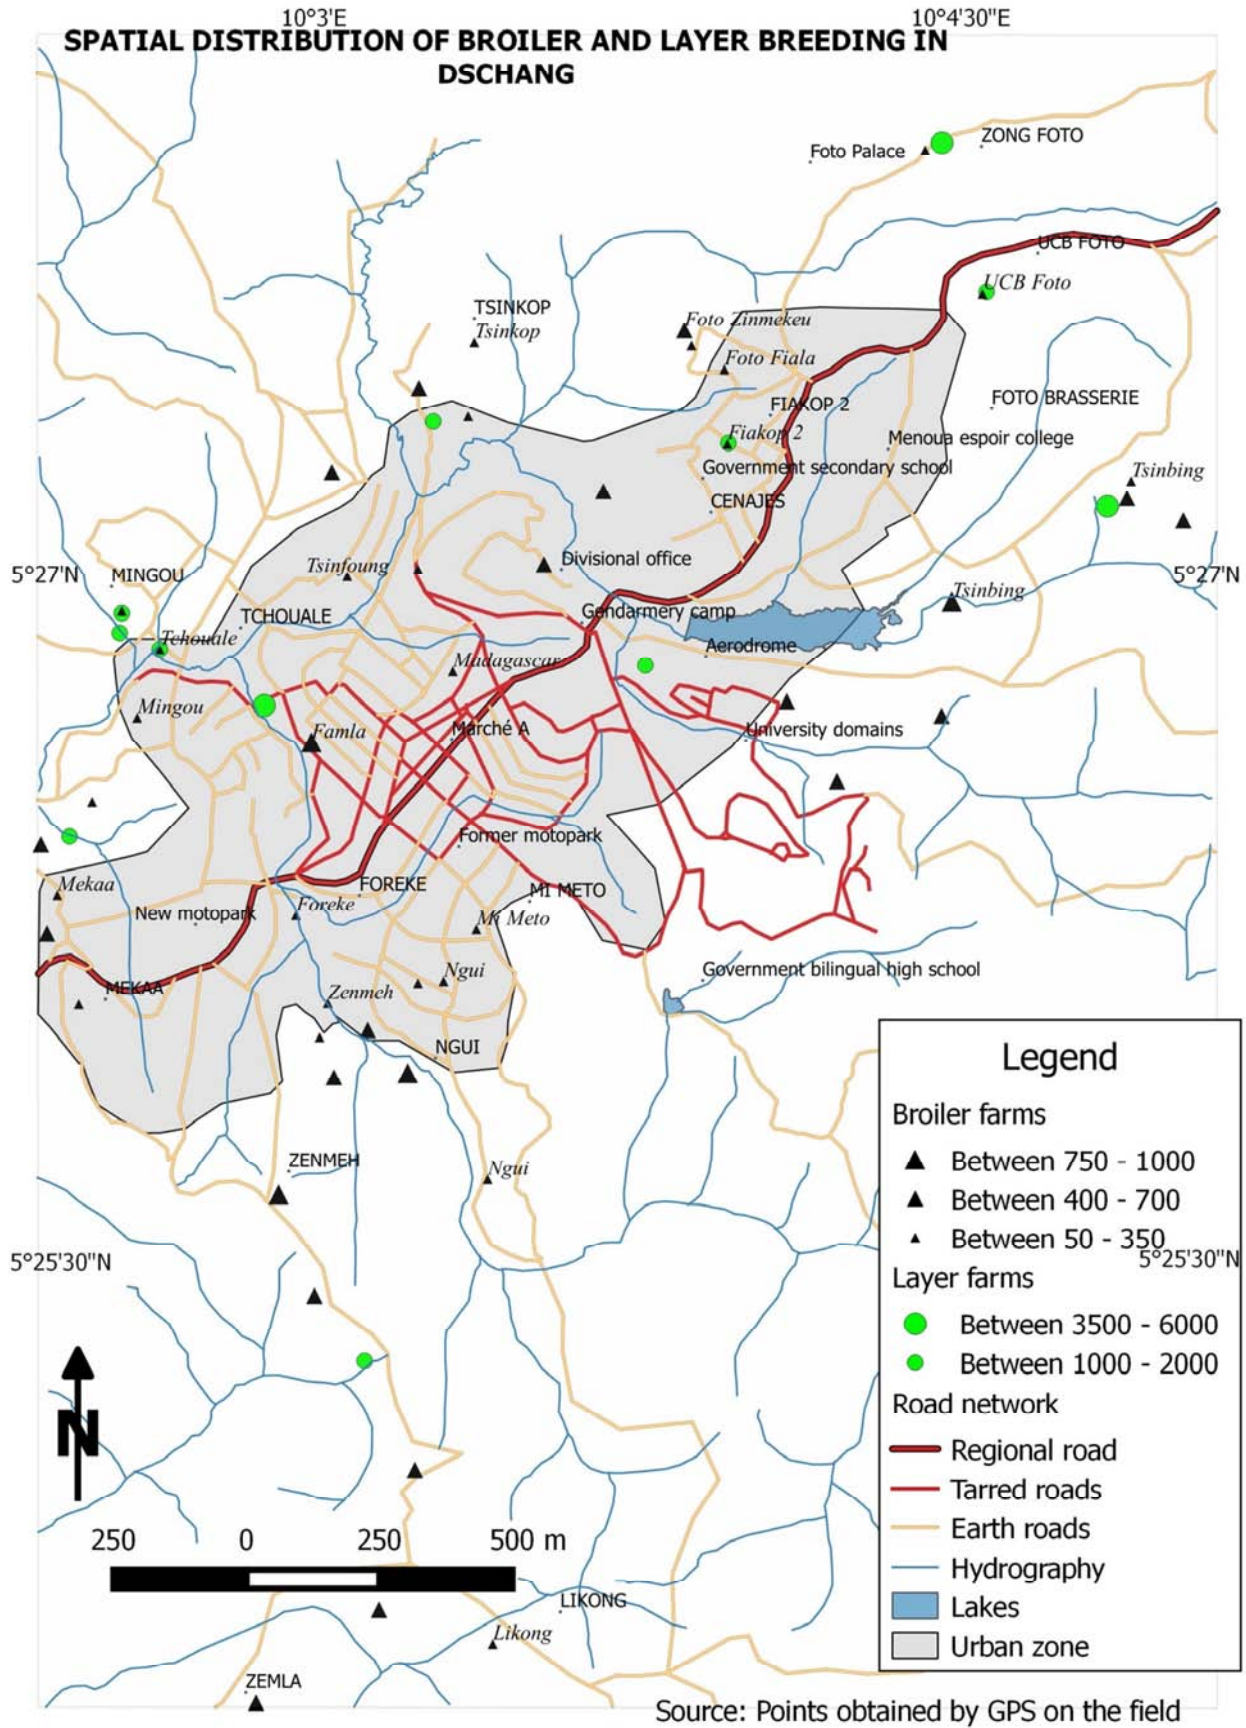 10°3'E
10°4'30"E
SPATIAL DISTRIBUTION OF BROILER AND LAYER BREEDING IN
DSCHANG
ZONG FOTO
Foto Palace
UCB FOTO
UCB Foto
TSINKOP
Tsinkop
Foto Zinmekeu
Foto Fiala
FOTO BRASSERIE
FIAKOP 2
Fiakop 2
Menoua espoir college
Government secondary school
Tsinbing
CENAJES
Divisional office
Tsinfoung
5°27'N
5°27'N
MINGOU
Tsinbing
Gendarmery camp
TCHOUALE
Tchouale
Aerodrome
Madagascar
Mingou
Famla
Marché A
University domains
Former motopark
Mekaa
FOREKE
MI METO
Foreke
New motopark
Mi Meto
Ngui
Government bilingual high school
MEKAA
Zenmeh
NGUI
ZENMEH
Ngui
5°25'30"N
5°25'30"N
Legend
Broiler farms
Between 750 - 1000
Between 400 - 700
Between 50 - 350
Layer farms
Between 3500 - 6000
Between 1000 - 2000
Road network
Regional road
Tarred roads
Earth roads
Hydrography
Lakes
Urban zone
N
250 0 250 500 m
LIKONG
Likong
ZEMLA
Source: Points obtained by GPS on the field